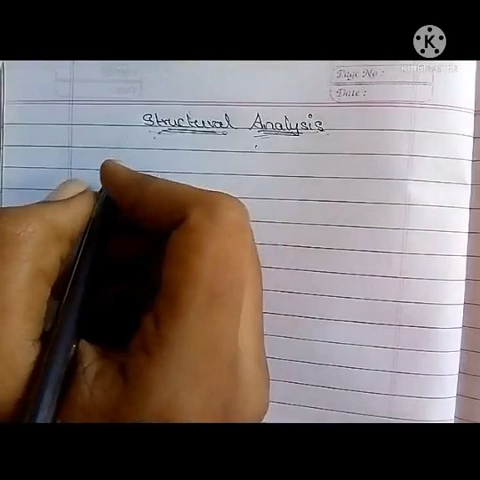 Page No :
Date :
Structural Analysis